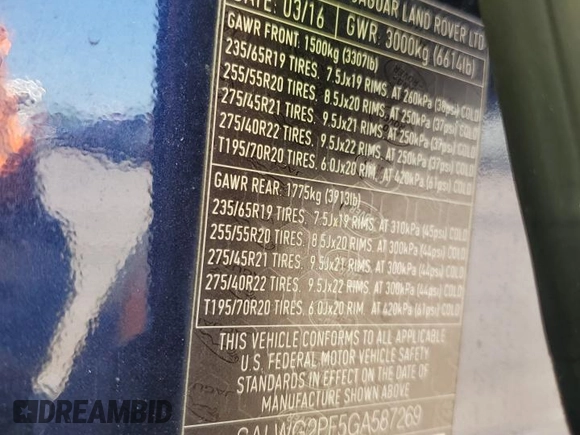 JAGUAR LAND ROVER LTD
DATE: 03/16 GWR: 3000kg (6614lb)
GAWR FRONT: 1500kg (3307lb)
235/65R19 TIRES. 7.5Jx19 RIMS. AT 260kPa (38psi) COLD
255/55R20 TIRES. 8.5Jx20 RIMS. AT 250kPa (37psi) COLD
275/45R21 TIRES. 9.5Jx21 RIMS. AT 250kPa (37psi) COLD
275/40R22 TIRES. 9.5Jx22 RIMS. AT 250kPa (37psi) COLD
T195/70R20 TIRES. 6.0Jx20 RIM. AT 420kPa (61psi) COLD
GAWR REAR: 1775kg (3913lb)
235/65R19 TIRES. 7.5Jx19 RIMS. AT 310kPa (45psi) COLD
255/55R20 TIRES. 8.5Jx20 RIMS. AT 300kPa (44psi) COLD
275/45R21 TIRES. 9.5Jx21 RIMS. AT 300kPa (44psi) COLD
275/40R22 TIRES. 9.5Jx22 RIMS. AT 300kPa (44psi) COLD
T195/70R20 TIRES. 6.0Jx20 RIM. AT 420kPa (61psi) COLD
THIS VEHICLE CONFORMS TO ALL APPLICABLE
U.S. FEDERAL MOTOR VEHICLE SAFETY
STANDARDS IN EFFECT ON THE DATE OF
MANUFACTURE SHOWN ABOVE
SALWG2PF5GA587269
DREAMBID